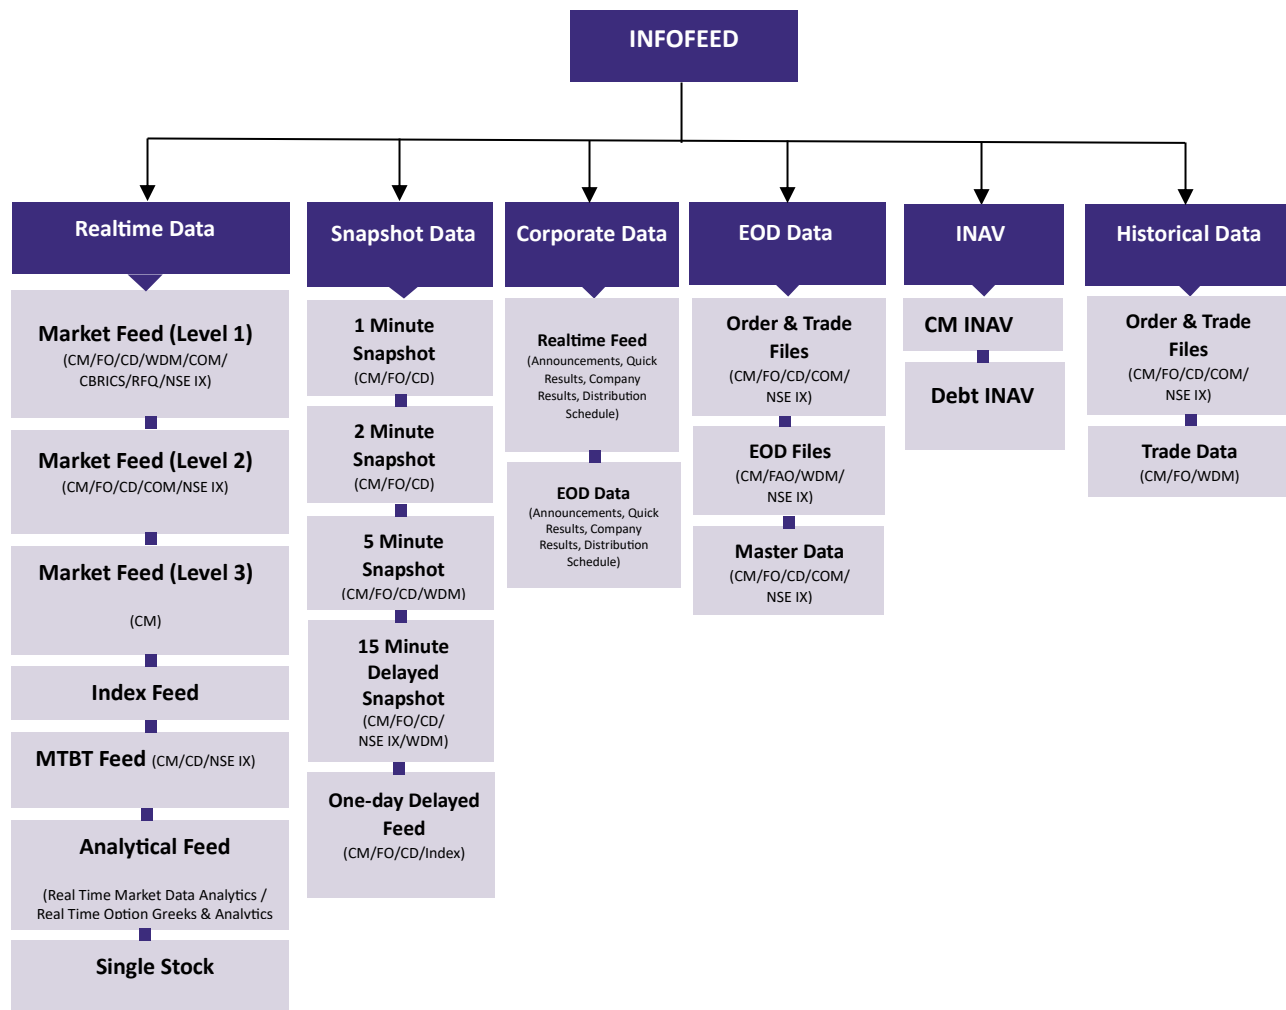 INFOFEED
Realtime Data
Market Feed (Level 1)
(CM/FO/CD/WDM/COM/
CBRICS/RFQ/NSE IX)
Market Feed (Level 2)
(CM/FO/CD/COM/NSE IX)
Market Feed (Level 3)
(CM)
Index Feed
MTBT Feed (CM/CD/NSE IX)
Analytical Feed
(Real Time Market Data Analytics /
Real Time Option Greeks & Analytics
Single Stock
Snapshot Data
1 Minute
Snapshot
(CM/FO/CD)
2 Minute
Snapshot
(CM/FO/CD)
5 Minute
Snapshot
(CM/FO/CD/WDM)
15 Minute
Delayed
Snapshot
(CM/FO/CD/
NSE IX/WDM)
One-day Delayed
Feed
(CM/FO/CD/Index)
Corporate Data
Realtime Feed
(Announcements, Quick
Results, Company
Results, Distribution
Schedule)
EOD Data
(Announcements, Quick
Results, Company
Results, Distribution
Schedule)
EOD Data
Order & Trade
Files
(CM/FO/CD/COM/
NSE IX)
EOD Files
(CM/FAO/WDM/
NSE IX)
Master Data
(CM/FO/CD/COM/
NSE IX)
INAV
CM INAV
Debt INAV
Historical Data
Order & Trade
Files
(CM/FO/CD/COM/
NSE IX)
Trade Data
(CM/FO/WDM)